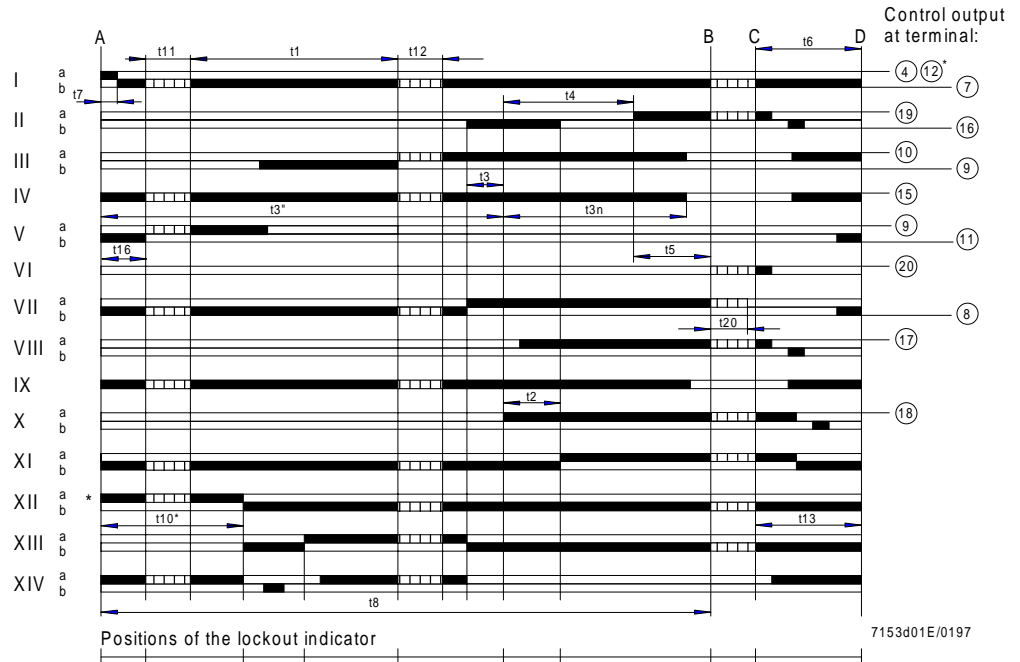 Control output
at terminal:
A
B
C
D
t11
t1
t12
t6
I
a
b
4
12*
7
t7
t4
II
a
b
19
16
III
a
b
10
9
t3
IV
15
t3"
t3n
V
a
b
9
11
t16
t5
VI
20
VII
a
b
8
t20
VIII
a
b
17
IX
t2
X
a
b
18
XI
a
b
XII
a
b
*
t10*
t13
XIII
a
b
XIV
a
b
t8
Positions of the lockout indicator
7153d01E/0197